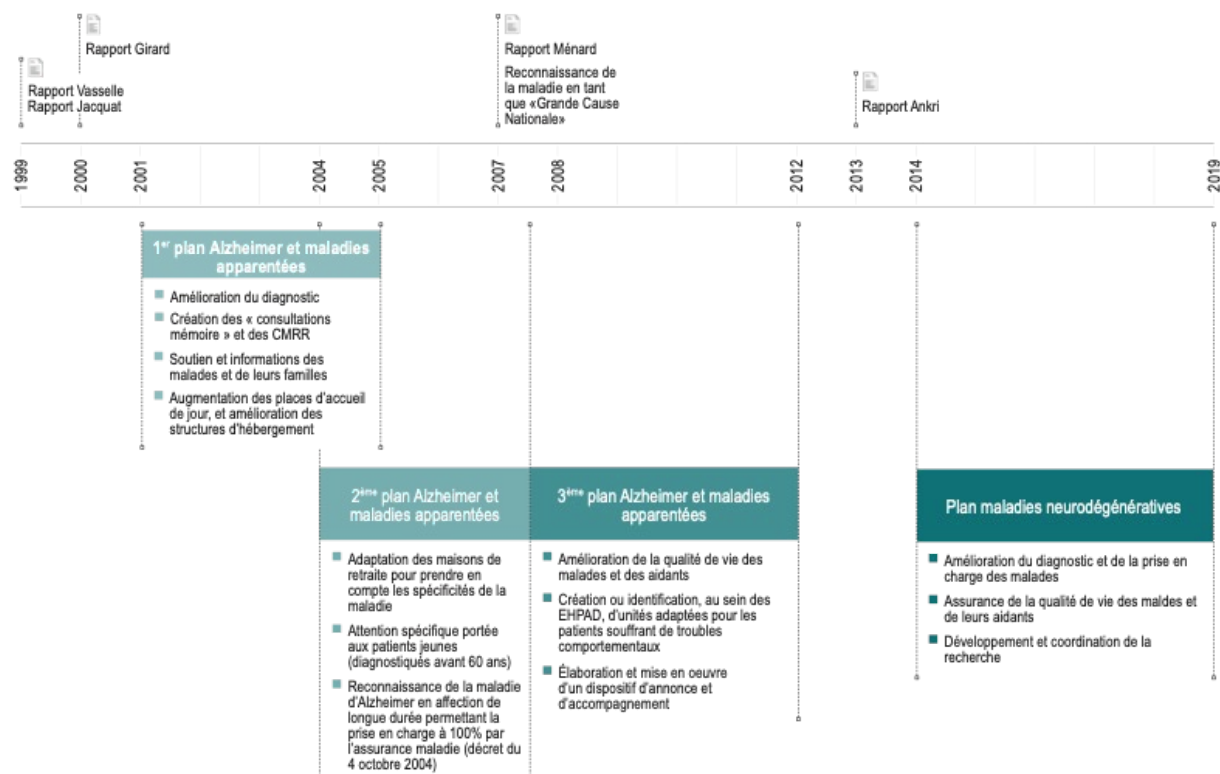 Rapport Girard
Rapport Vasselle
Rapport Jacquat
Rapport Ménard
Reconnaissance de
la maladie en tant
que «Grande Cause
Nationale»
Rapport Ankri
1999
2000
2001
2004
2005
2007
2008
2012
2013
2014
2019
1er plan Alzheimer et maladies
apparentées
Amélioration du diagnostic
Création des « consultations
mémoire » et des CMRR
Soutien et informations des
malades et de leurs familles
Augmentation des places d'accueil
de jour, et amélioration des
structures d'hébergement
2ème plan Alzheimer et
maladies apparentées
Adaptation des maisons de
retraite pour prendre en
compte les spécificités de la
maladie
Attention spécifique portée
aux patients jeunes
(diagnostiqués avant 60 ans)
Reconnaissance de la maladie
d'Alzheimer en affection de
longue durée permettant la
prise en charge à 100% par
l'assurance maladie (décret du
4 octobre 2004)
3ème plan Alzheimer et maladies
apparentées
Amélioration de la qualité de vie des
malades et des aidants
Création ou identification, au sein des
EHPAD, d'unités adaptées pour les
patients souffrant de troubles
comportementaux
Élaboration et mise en oeuvre
d'un dispositif d'annonce et
d'accompagnement
Plan maladies neurodégénératives
Amélioration du diagnostic et de la prise en
charge des malades
Assurance de la qualité de vie des maldes et
de leurs aidants
Développement et coordination de la
recherche